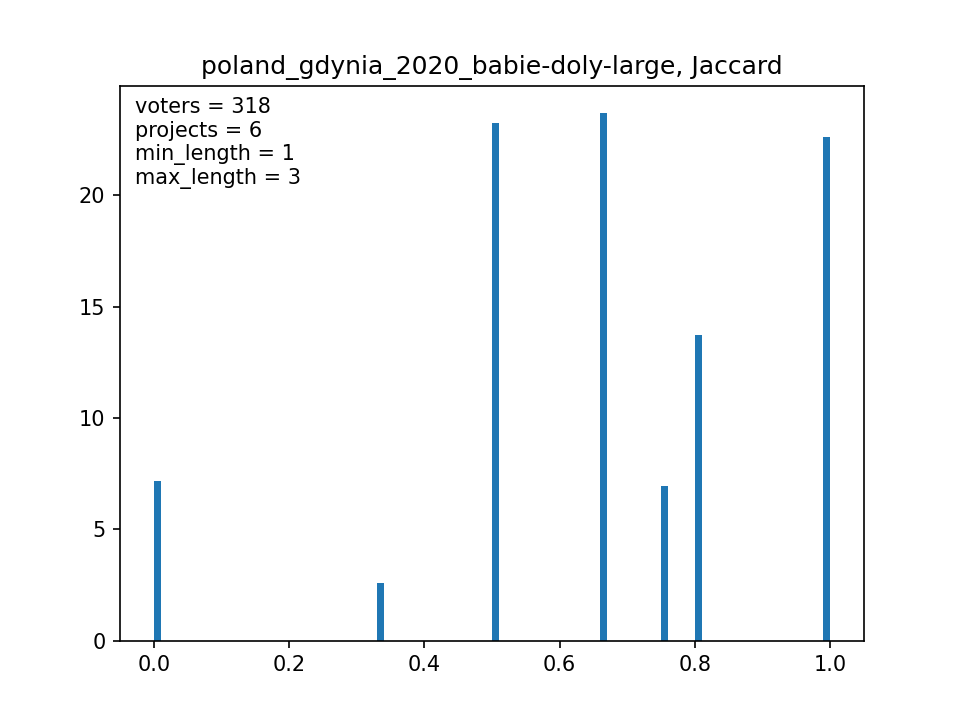 poland_gdynia_2020_babie-doly-large, Jaccard
voters = 318
projects = 6
min_length = 1
max_length = 3
20
15
10
5
0
0.0 0.2 0.4 0.6 0.8 1.0